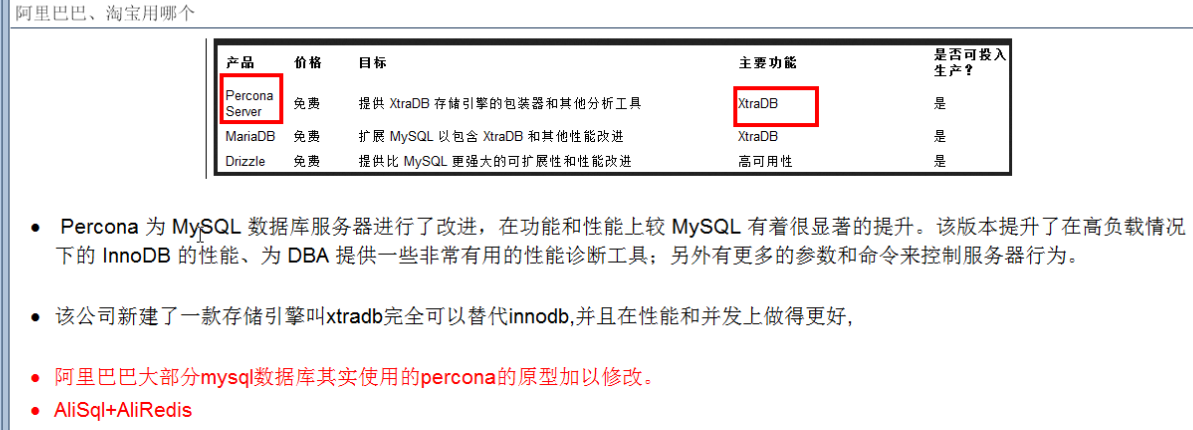 阿里巴巴、淘宝用哪个
产品 价格 目标 主要功能 是否可投入
生产?
Percona
Server 免费 提供 XtraDB 存储引擎的包装器和其他分析工具 XtraDB 是
MariaDB 免费 扩展 MySQL 以包含 XtraDB 和其他性能改进 XtraDB 是
Drizzle 免费 提供比 MySQL 更强大的可扩展性和性能改进 高可用性 是
● Percona 为 MySQL 数据库服务器进行了改进，在功能和性能上较 MySQL 有着很显著的提升。该版本提升了在高负载情况
下的 InnoDB 的性能、为 DBA 提供一些非常有用的性能诊断工具；另外有更多的参数和命令来控制服务器行为。
● 该公司新建了一款存储引擎叫xtradb完全可以替代innodb,并且在性能和并发上做得更好,
● 阿里巴巴大部分mysql数据库其实使用的percona的原型加以修改。
● AliSql+AliRedis